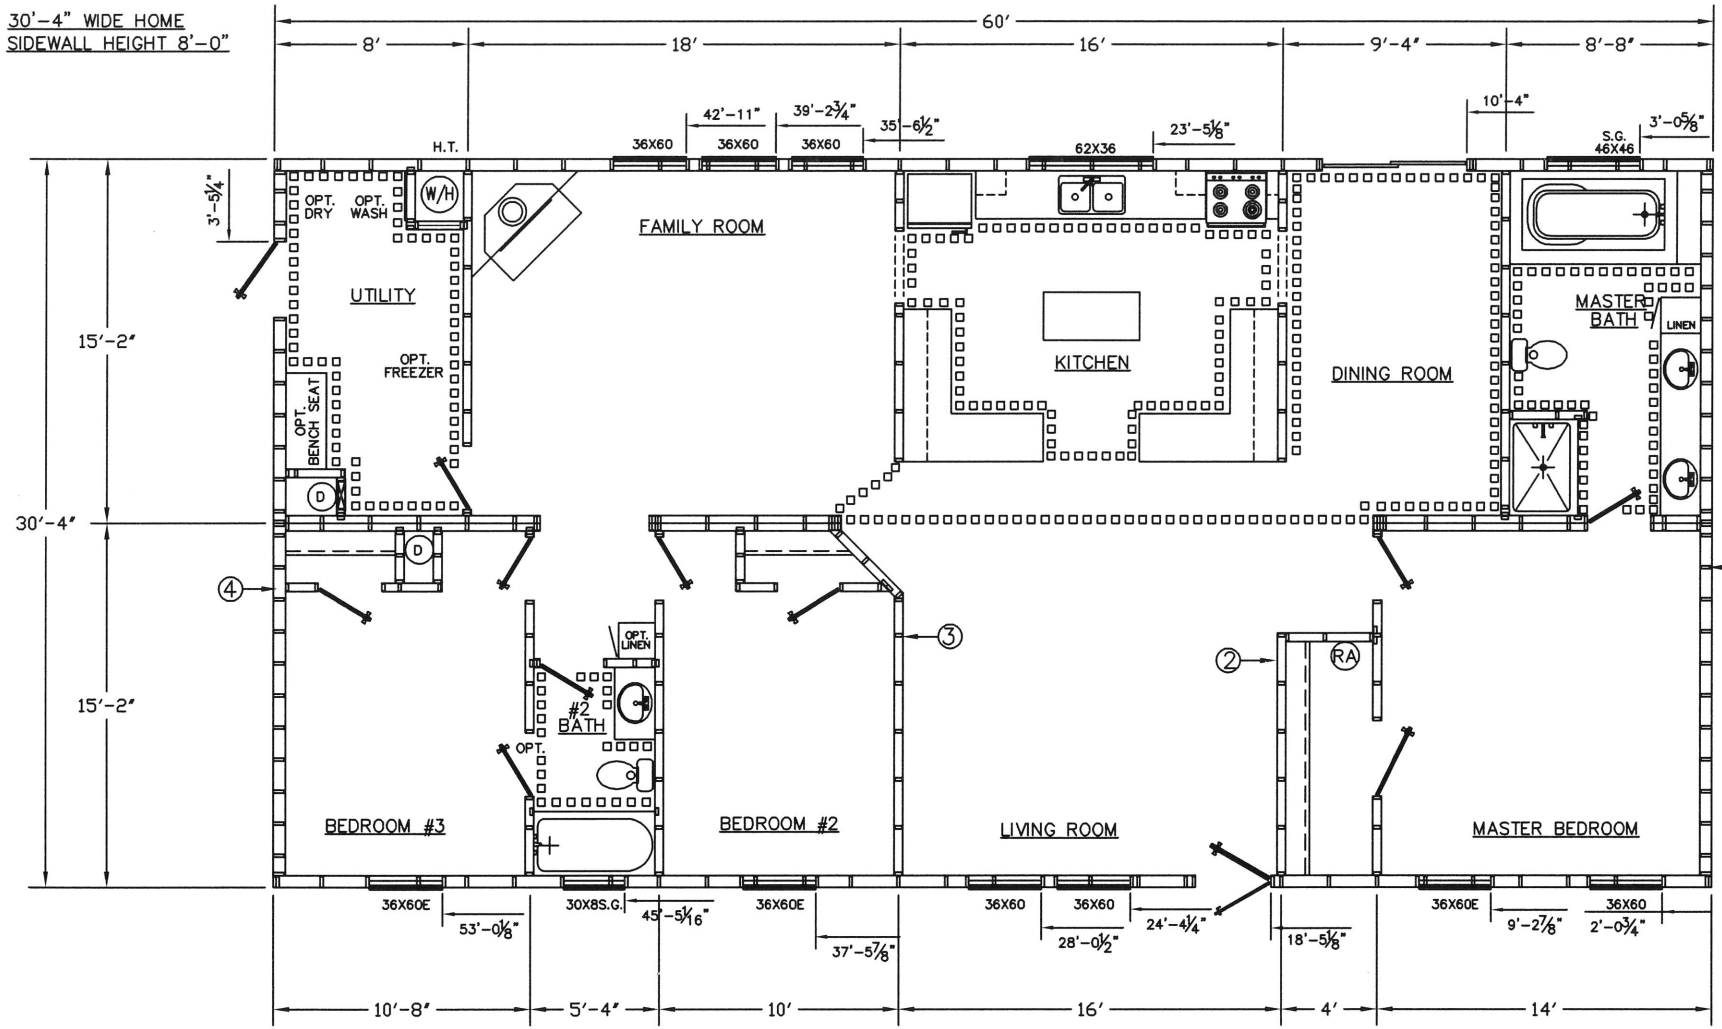 30'-4" WIDE HOME
SIDEWALL HEIGHT 8'-0"
60'
8'
18'
16'
9'-4"
8'-8"
42'-11"
39'-2¾"
35'-6½"
23'-5⅛"
10'-4"
3'-0⅝"
H.T.
36X60
36X60
36X60
62X36
S.G.
46X46
3'-5¼"
OPT.
DRY
OPT.
WASH
W/H
FAMILY ROOM
UTILITY
MASTER
BATH
LINEN
15'-2"
OPT.
FREEZER
KITCHEN
DINING ROOM
OPT.
BENCH SEAT
D
30'-4"
D
4
OPT.
LINEN
3
2
RA
15'-2"
#2
BATH
OPT.
BEDROOM #3
BEDROOM #2
LIVING ROOM
MASTER BEDROOM
36X60E
30X8S.G.
36X60E
36X60
36X60
36X60E
36X60
53'-0⅛"
45'-5/16"
37'-5⅞"
28'-0½"
24'-4¼"
18'-5⅛"
9'-2⅞"
2'-0¾"
10'-8"
5'-4"
10'
16'
4'
14'